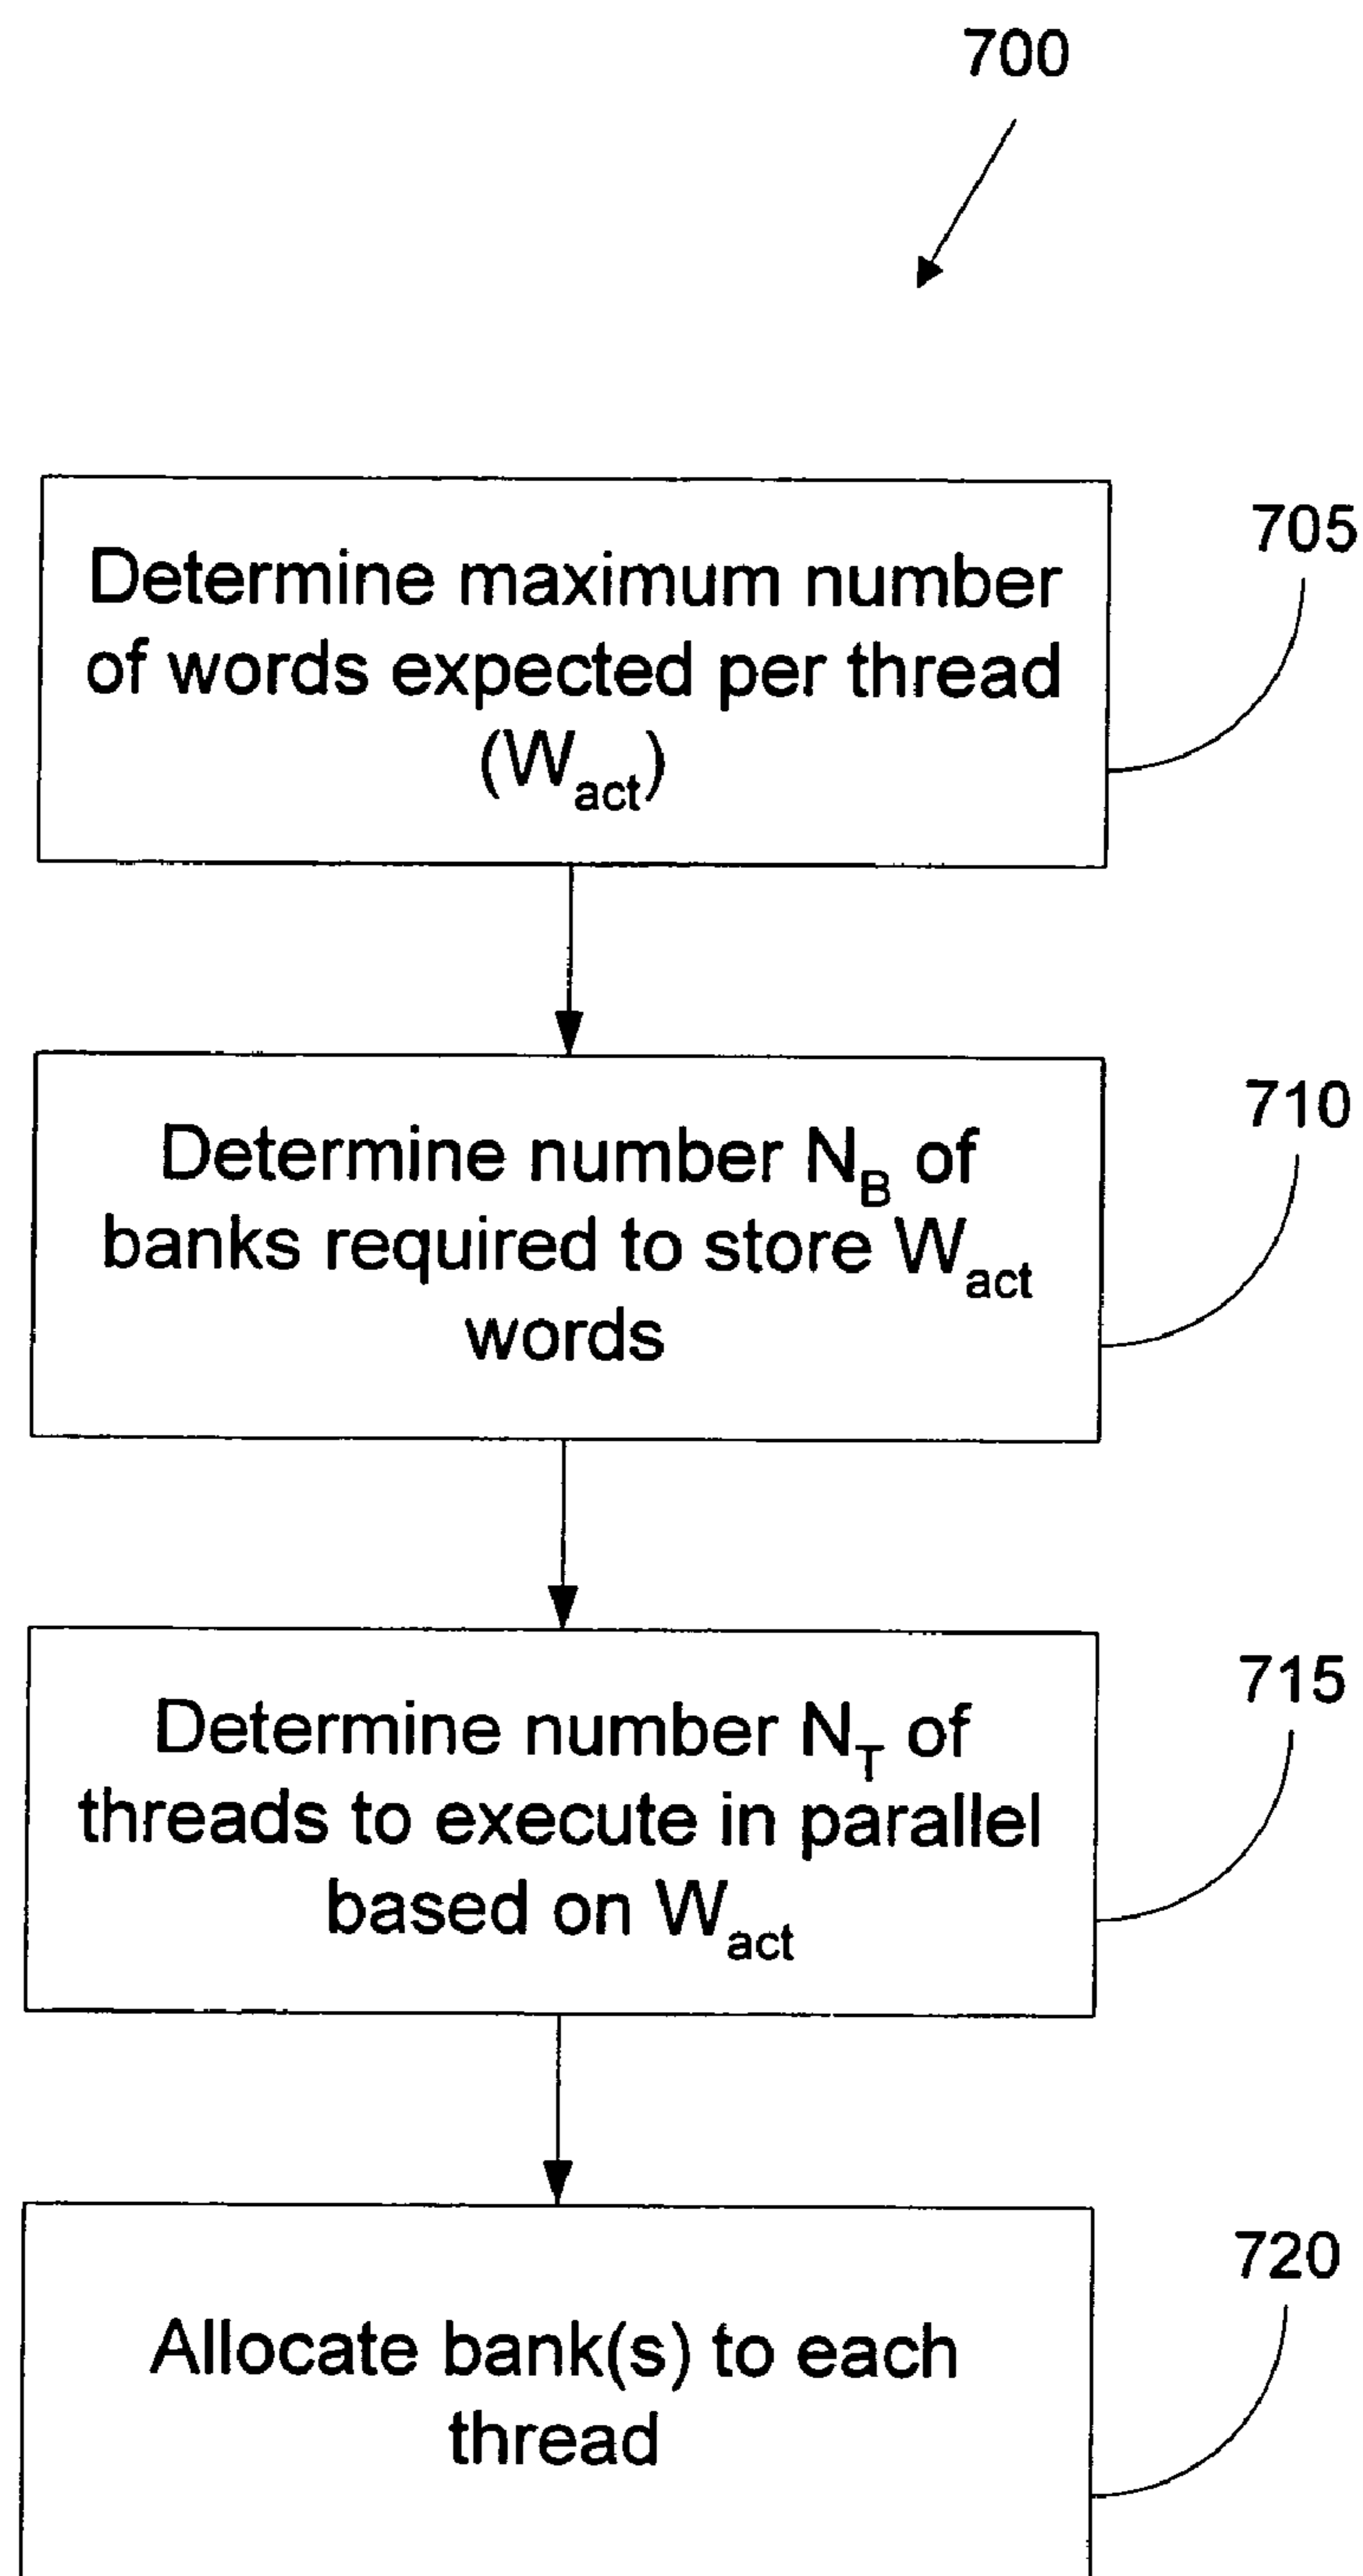 700
Determine maximum number
of words expected per thread
(Wact)
705
Determine number NB of
banks required to store Wact
words
710
Determine number NT of
threads to execute in parallel
based on Wact
715
Allocate bank(s) to each
thread
720